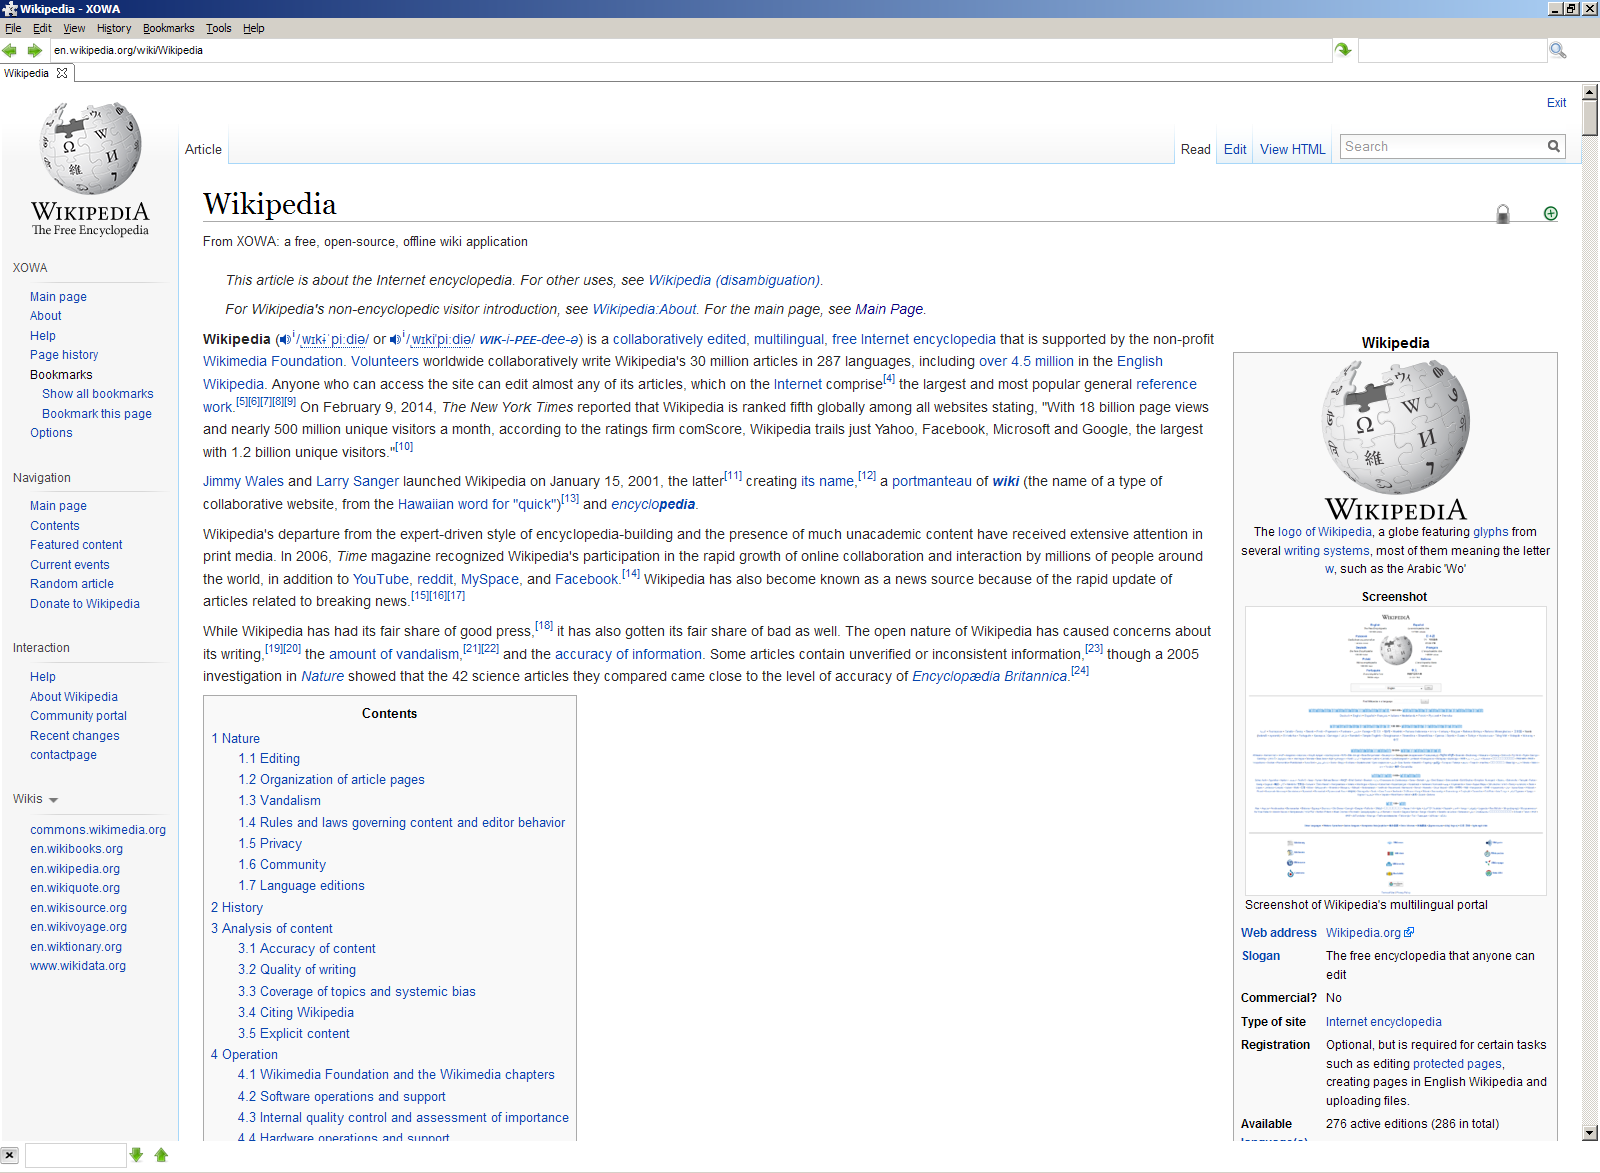 Wikipedia - XOWA
File Edit View History Bookmarks Tools Help
en.wikipedia.org/wiki/Wikipedia
Wikipedia
Exit
Article
Read Edit View HTML Search
WIKIPEDIA
The Free Encyclopedia
XOWA
Main page
About
Help
Page history
Bookmarks
Show all bookmarks
Bookmark this page
Options
Navigation
Main page
Contents
Featured content
Current events
Random article
Donate to Wikipedia
Interaction
Help
About Wikipedia
Community portal
Recent changes
contactpage
Wikis
commons.wikimedia.org
en.wikibooks.org
en.wikipedia.org
en.wikiquote.org
en.wikisource.org
en.wikivoyage.org
en.wiktionary.org
www.wikidata.org
Wikipedia
From XOWA: a free, open-source, offline wiki application
This article is about the Internet encyclopedia. For other uses, see Wikipedia (disambiguation).
For Wikipedia's non-encyclopedic visitor introduction, see Wikipedia:About. For the main page, see Main Page.
Wikipedia (i/wɪkɨˈpiːdiə/ or i/wɪkiˈpiːdiə/ WIK-i-PEE-dee-ə) is a collaboratively edited, multilingual, free Internet encyclopedia that is supported by the non-profit
Wikimedia Foundation. Volunteers worldwide collaboratively write Wikipedia's 30 million articles in 287 languages, including over 4.5 million in the English
Wikipedia. Anyone who can access the site can edit almost any of its articles, which on the Internet comprise[4] the largest and most popular general reference
work.[5][6][7][8][9] On February 9, 2014, The New York Times reported that Wikipedia is ranked fifth globally among all websites stating, "With 18 billion page views
and nearly 500 million unique visitors a month, according to the ratings firm comScore, Wikipedia trails just Yahoo, Facebook, Microsoft and Google, the largest
with 1.2 billion unique visitors."[10]
Jimmy Wales and Larry Sanger launched Wikipedia on January 15, 2001, the latter[11] creating its name,[12] a portmanteau of wiki (the name of a type of
collaborative website, from the Hawaiian word for "quick")[13] and encyclopedia.
Wikipedia's departure from the expert-driven style of encyclopedia-building and the presence of much unacademic content have received extensive attention in
print media. In 2006, Time magazine recognized Wikipedia's participation in the rapid growth of online collaboration and interaction by millions of people around
the world, in addition to YouTube, reddit, MySpace, and Facebook.[14] Wikipedia has also become known as a news source because of the rapid update of
articles related to breaking news.[15][16][17]
While Wikipedia has had its fair share of good press,[18] it has also gotten its fair share of bad as well. The open nature of Wikipedia has caused concerns about
its writing,[19][20] the amount of vandalism,[21][22] and the accuracy of information. Some articles contain unverified or inconsistent information,[23] though a 2005
investigation in Nature showed that the 42 science articles they compared came close to the level of accuracy of Encyclopædia Britannica.[24]
Contents
1 Nature
1.1 Editing
1.2 Organization of article pages
1.3 Vandalism
1.4 Rules and laws governing content and editor behavior
1.5 Privacy
1.6 Community
1.7 Language editions
2 History
3 Analysis of content
3.1 Accuracy of content
3.2 Quality of writing
3.3 Coverage of topics and systemic bias
3.4 Citing Wikipedia
3.5 Explicit content
4 Operation
4.1 Wikimedia Foundation and the Wikimedia chapters
4.2 Software operations and support
4.3 Internal quality control and assessment of importance
4.4 Hardware operations and support
Wikipedia
WIKIPEDIA
The logo of Wikipedia, a globe featuring glyphs from
several writing systems, most of them meaning the letter
w, such as the Arabic 'Wo'
Screenshot
WIKIPEDIA
Screenshot of Wikipedia's multilingual portal
Web address Wikipedia.org
Slogan The free encyclopedia that anyone can
edit
Commercial? No
Type of site Internet encyclopedia
Registration Optional, but is required for certain tasks
such as editing protected pages,
creating pages in English Wikipedia and
uploading files.
Available 276 active editions (286 in total)
language(s)